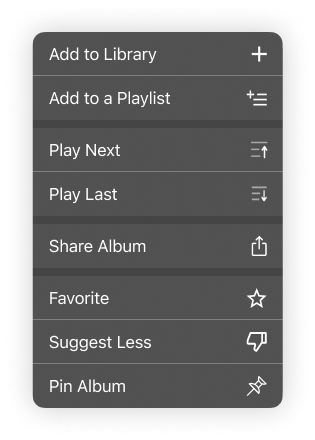 Add to Library
Add to a Playlist
Play Next
Play Last
Share Album
Favorite
Suggest Less
Pin Album